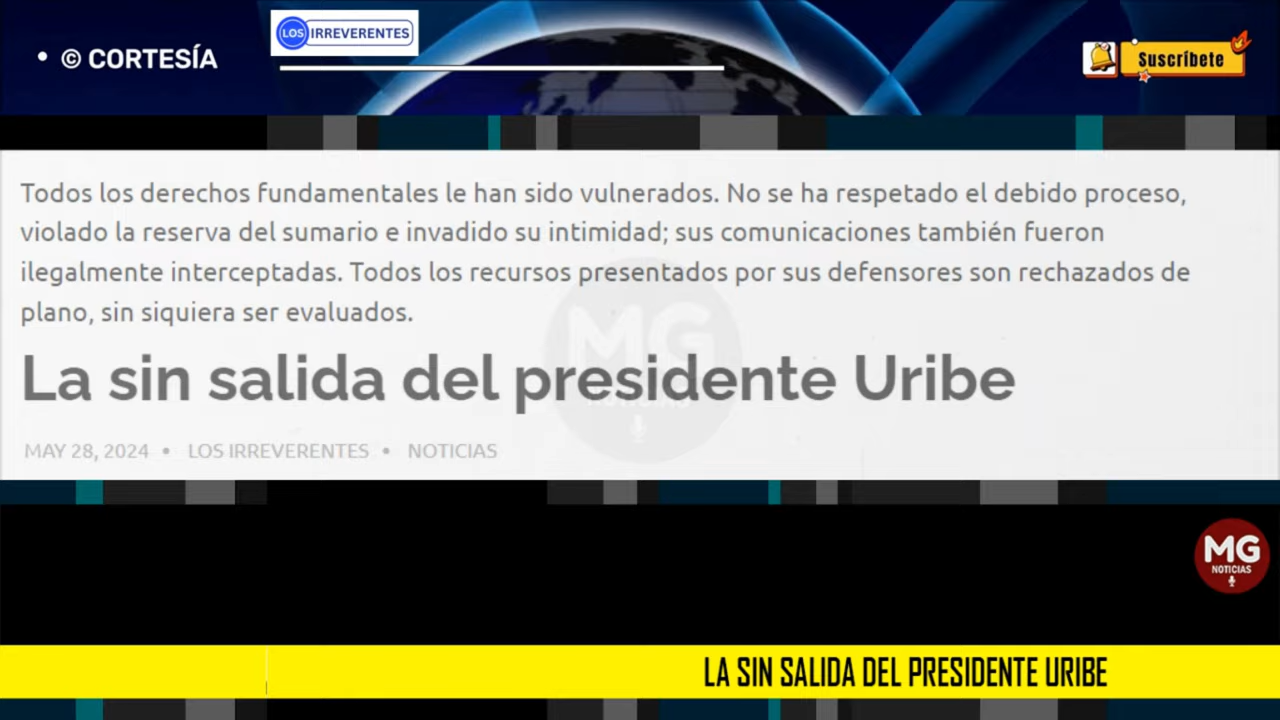 • © CORTESÍA
LOS IRREVERENTES
Suscríbete
Todos los derechos fundamentales le han sido vulnerados. No se ha respetado el debido proceso,
violado la reserva del sumario e invadido su intimidad; sus comunicaciones también fueron
ilegalmente interceptadas. Todos los recursos presentados por sus defensores son rechazados de
plano, sin siquiera ser evaluados.
MG
NOTICIAS
La sin salida del presidente Uribe
MAY 28, 2024 • LOS IRREVERENTES • NOTICIAS
MG
NOTICIAS
LA SIN SALIDA DEL PRESIDENTE URIBE